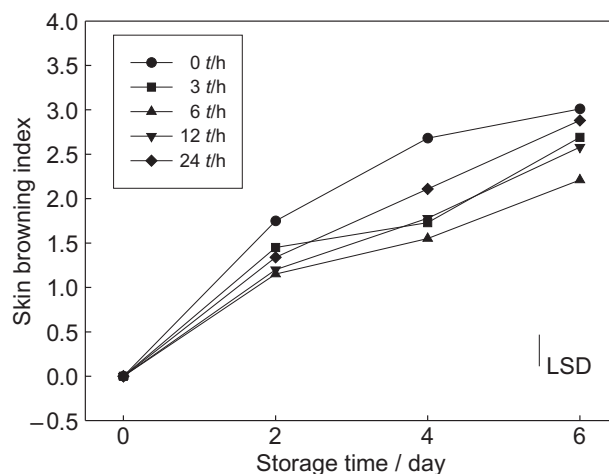 4.0
3.5
3.0
2.5
2.0
1.5
1.0
0.5
0.0
–0.5
Skin browning index
0 t/h
3 t/h
6 t/h
12 t/h
24 t/h
LSD
0 2 4 6
Storage time / day